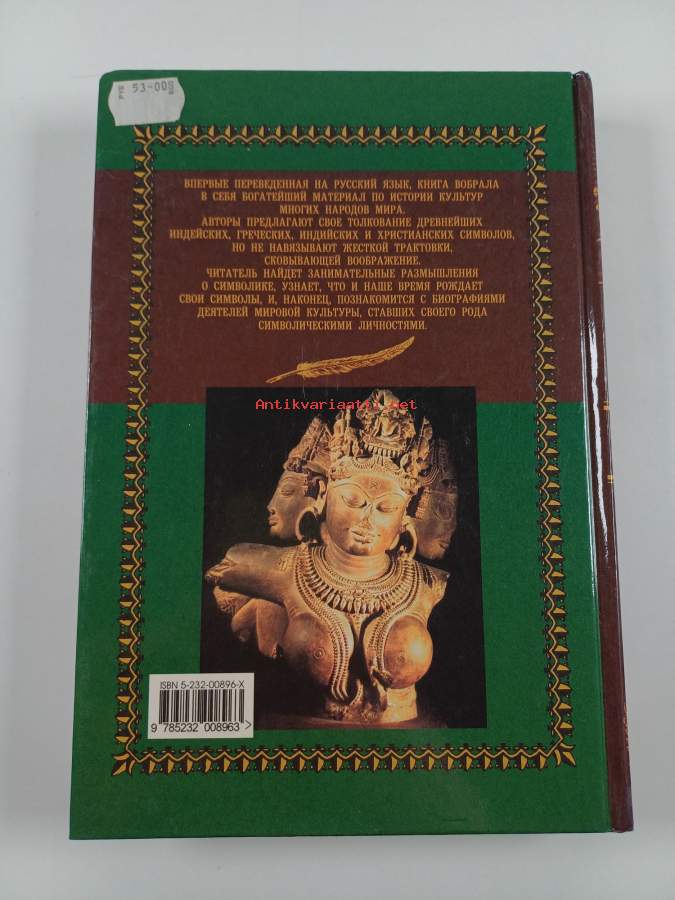 РУБ 53-00
ВПЕРВЫЕ ПЕРЕВЕДЕННАЯ НА РУССКИЙ ЯЗЫК, КНИГА ВОБРАЛА
В СЕБЯ БОГАТЕЙШИЙ МАТЕРИАЛ ПО ИСТОРИИ КУЛЬТУР
МНОГИХ НАРОДОВ МИРА.
АВТОРЫ ПРЕДЛАГАЮТ СВОЕ ТОЛКОВАНИЕ ДРЕВНЕЙШИХ
ИНДЕЙСКИХ, ГРЕЧЕСКИХ, ИНДИЙСКИХ И ХРИСТИАНСКИХ СИМВОЛОВ,
НО НЕ НАВЯЗЫВАЮТ ЖЕСТКОЙ ТРАКТОВКИ,
СКОВЫВАЮЩЕЙ ВООБРАЖЕНИЕ.
ЧИТАТЕЛЬ НАЙДЕТ ЗАНИМАТЕЛЬНЫЕ РАЗМЫШЛЕНИЯ
О СИМВОЛИКЕ, УЗНАЕТ, ЧТО И НАШЕ ВРЕМЯ РОЖДАЕТ
СВОИ СИМВОЛЫ, И, НАКОНЕЦ, ПОЗНАКОМИТСЯ С БИОГРАФИЯМИ
ДЕЯТЕЛЕЙ МИРОВОЙ КУЛЬТУРЫ, СТАВШИХ СВОЕГО РОДА
СИМВОЛИЧЕСКИМИ ЛИЧНОСТЯМИ.
Antikvariaatti.net
ISBN 5-232-00896-X
9 785232 008963